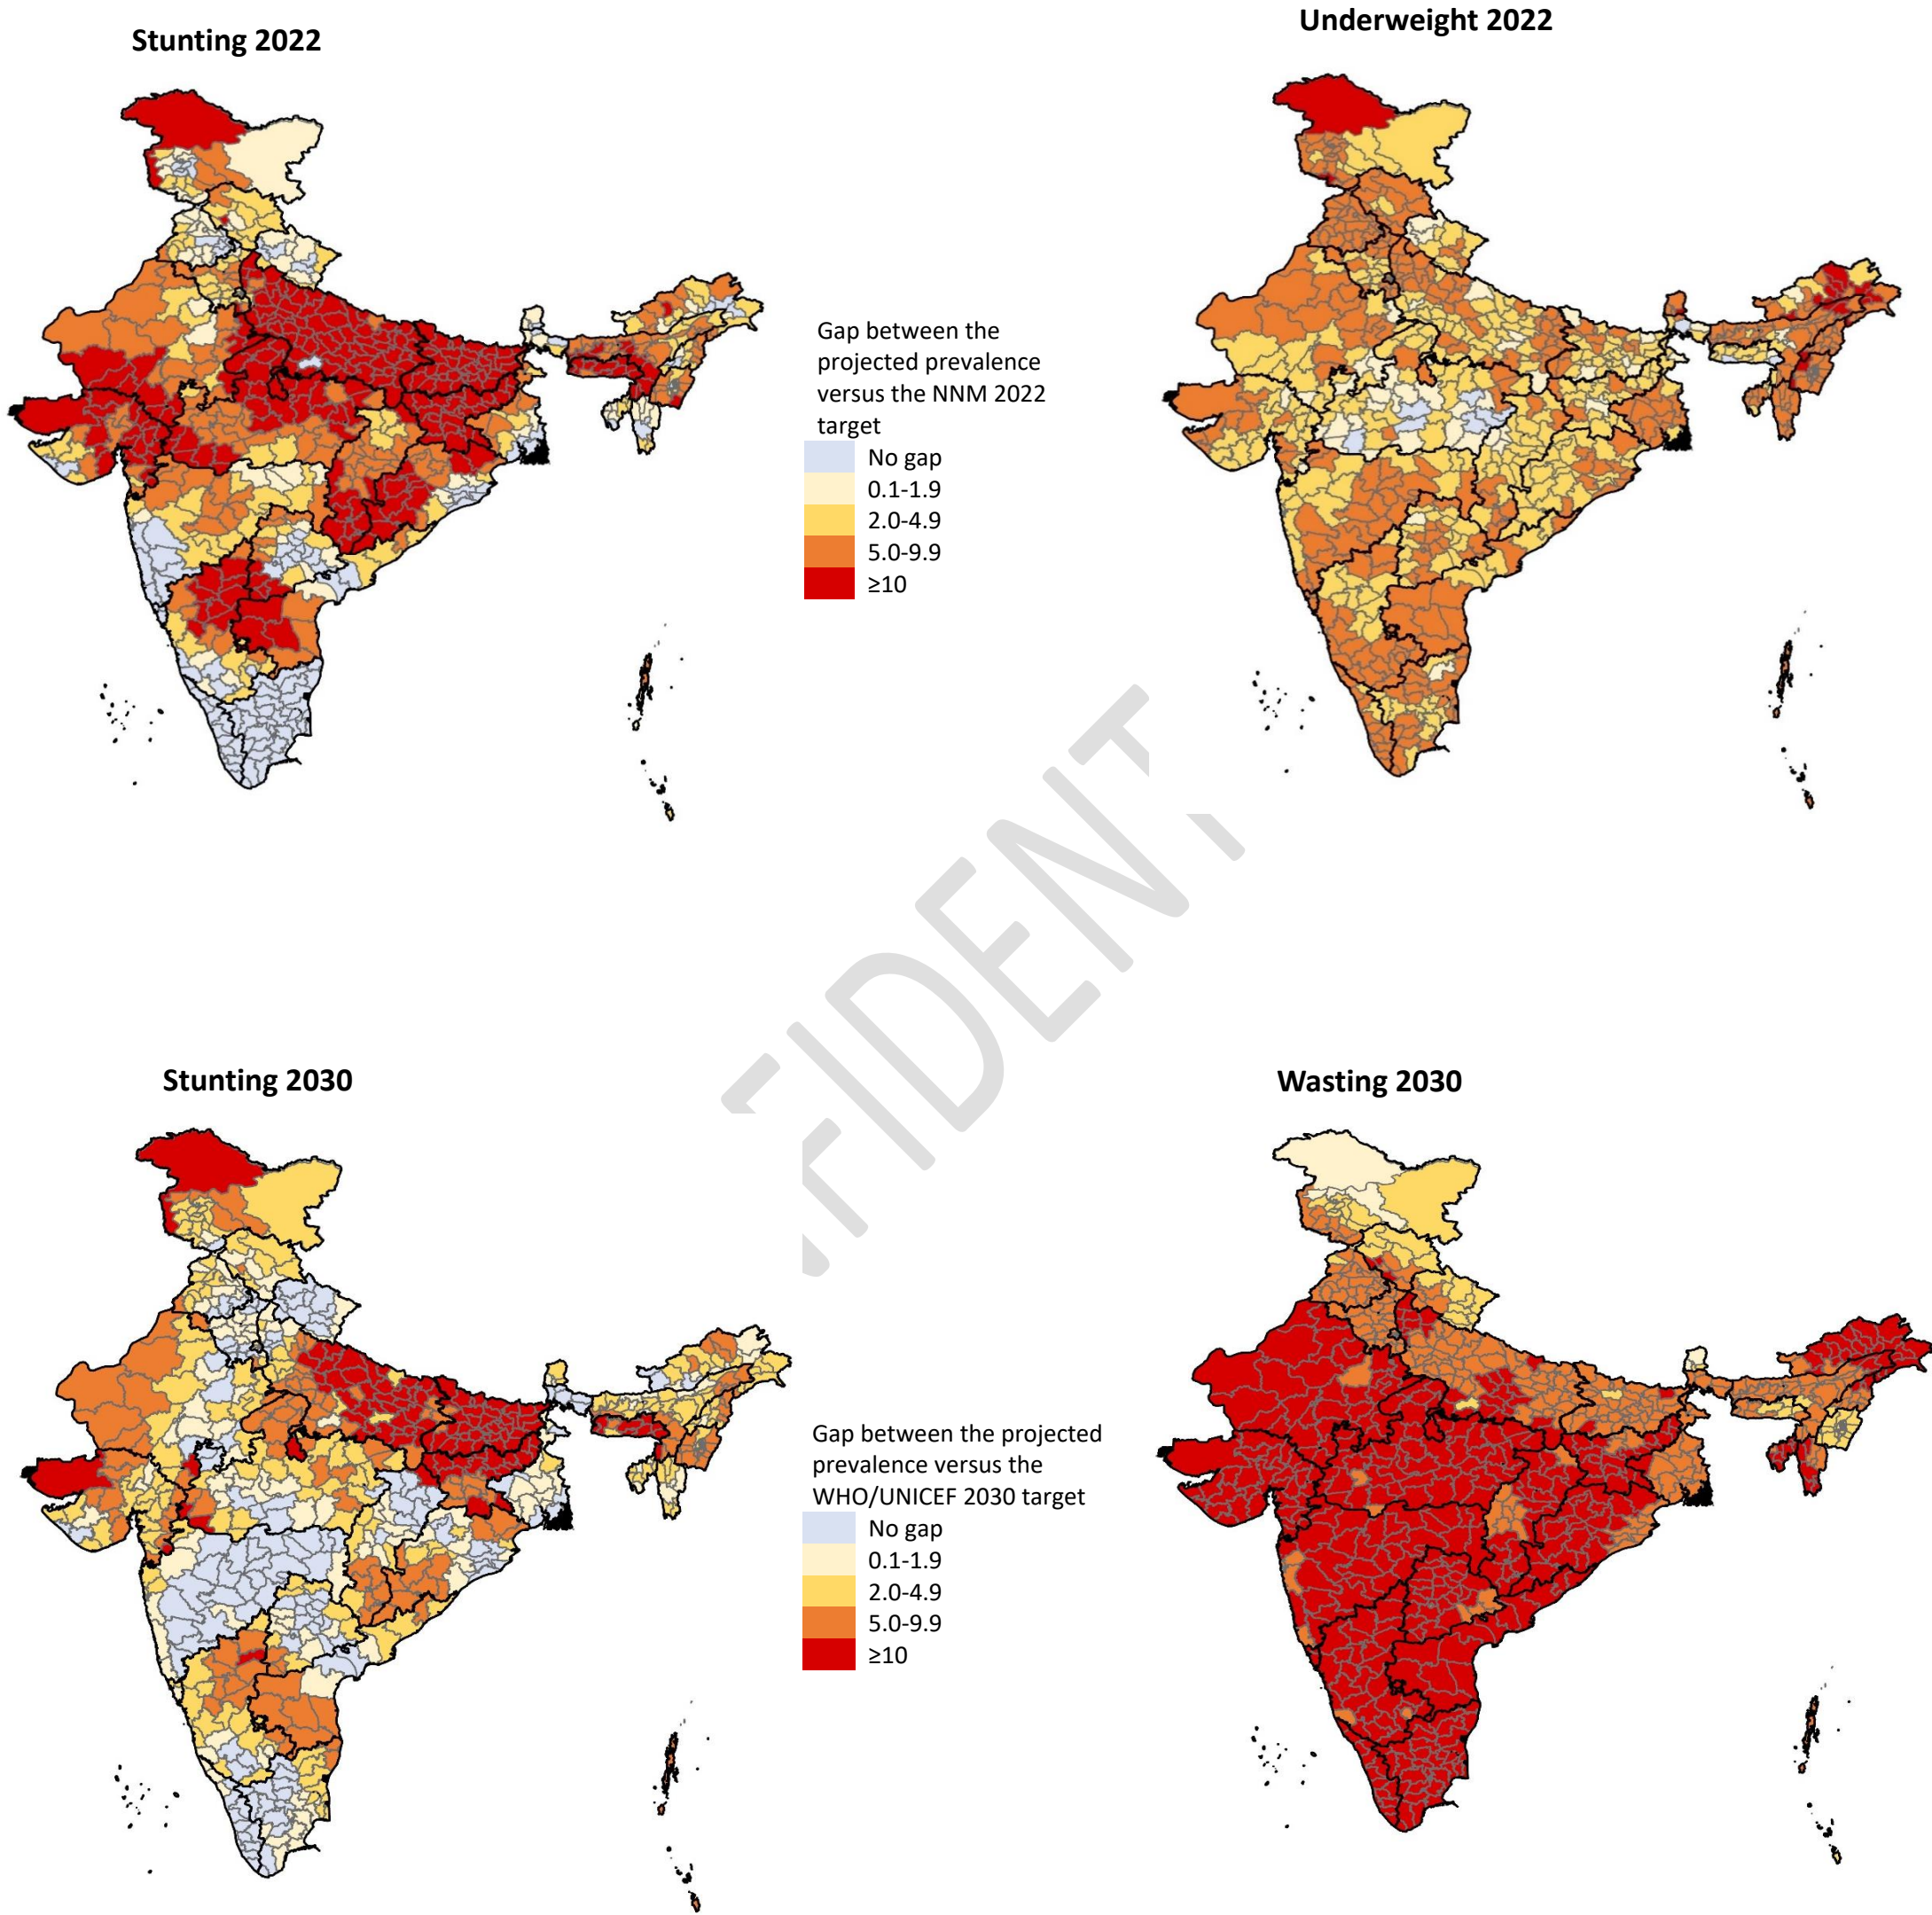 Stunting 2022
Underweight 2022
Gap between the
projected prevalence
versus the NNM 2022
target
No gap
0.1-1.9
2.0-4.9
5.0-9.9
≥10
FIDENT
Stunting 2030
Wasting 2030
Gap between the projected
prevalence versus the
WHO/UNICEF 2030 target
No gap
0.1-1.9
2.0-4.9
5.0-9.9
≥10